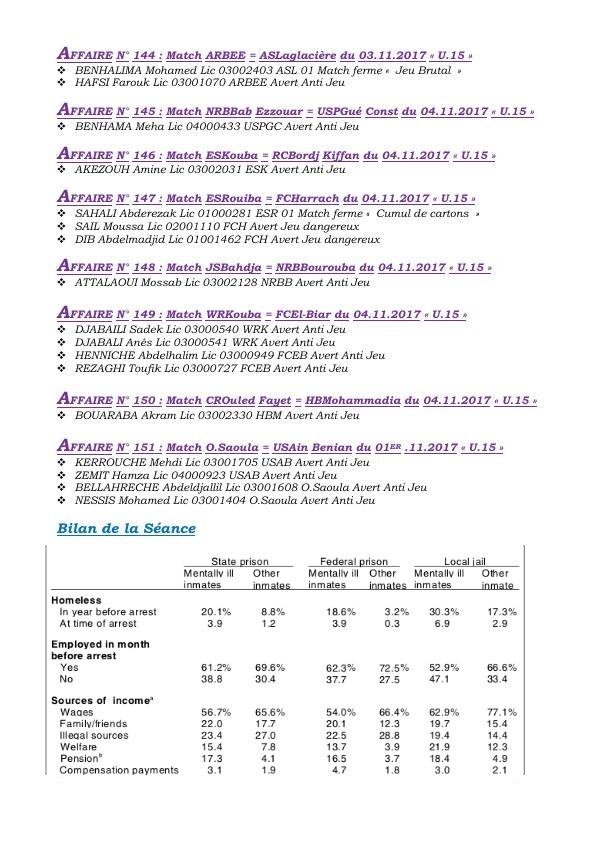 AFFAIRE N° 144 : Match ARBEE = ASLaglacière du 03.11.2017 « U.15 »
❖ BENHALIMA Mohamed Lic 03002403 ASL 01 Match ferme « Jeu Brutal »
❖ HAFSI Farouk Lic 03001070 ARBEE Avert Anti Jeu
AFFAIRE N° 145 : Match NRBBab Ezzouar = USPGué Const du 04.11.2017 « U.15 »
❖ BENHAMA Meha Lic 04000433 USPGC Avert Anti Jeu
AFFAIRE N° 146 : Match ESKouba = RCBordj Kiffan du 04.11.2017 « U.15 »
❖ AKEZOUH Amine Lic 03002031 ESK Avert Anti Jeu
AFFAIRE N° 147 : Match ESRouiba = FCHarrach du 04.11.2017 « U.15 »
❖ SAHALI Abderezak Lic 01000281 ESR 01 Match ferme « Cumul de cartons »
❖ SAIL Moussa Lic 02001110 FCH Avert Jeu dangereux
❖ DIB Abdelmadjid Lic 01001462 FCH Avert Jeu dangereux
AFFAIRE N° 148 : Match JSBahdja = NRBBourouba du 04.11.2017 « U.15 »
❖ ATTALAOUI Mossab Lic 03002128 NRBB Avert Anti Jeu
AFFAIRE N° 149 : Match WRKouba = FCEl-Biar du 04.11.2017 « U.15 »
❖ DJABAILI Sadek Lic 03000540 WRK Avert Anti Jeu
❖ DJABALI Anès Lic 03000541 WRK Avert Anti Jeu
❖ HENNICHE Abdelhalim Lic 03000949 FCEB Avert Anti Jeu
❖ REZAGHI Toufik Lic 03000727 FCEB Avert Anti Jeu
AFFAIRE N° 150 : Match CROuled Fayet = HBMohammadia du 04.11.2017 « U.15 »
❖ BOUARABA Akram Lic 03002330 HBM Avert Anti Jeu
AFFAIRE N° 151 : Match O.Saoula = USAin Benian du 01ER .11.2017 « U.15 »
❖ KERROUCHE Mehdi Lic 03001705 USAB Avert Anti Jeu
❖ ZEMIT Hamza Lic 04000923 USAB Avert Anti Jeu
❖ BELLAHRECHE Abdeldjallil Lic 03001608 O.Saoula Avert Anti Jeu
❖ NESSIS Mohamed Lic 03001404 O.Saoula Avert Anti Jeu
Bilan de la Séance
State prison Federal prison Local jail
Mentally ill Other Mentally ill Other Mentally ill Other
inmates inmates inmates inmates inmates inmate
Homeless
In year before arrest 20.1% 8.8% 18.6% 3.2% 30.3% 17.3%
At time of arrest 3.9 1.2 3.9 0.3 6.9 2.9
Employed in month
before arrest
Yes 61.2% 69.6% 62.3% 72.5% 52.9% 66.6%
No 38.8 30.4 37.7 27.5 47.1 33.4
Sources of incomeª
Wages 56.7% 65.6% 54.0% 66.4% 62.9% 77.1%
Family/friends 22.0 17.7 20.1 12.3 19.7 15.4
Illegal sources 23.4 27.0 22.5 28.8 19.4 14.4
Welfare 15.4 7.8 13.7 3.9 21.9 12.3
Pensionᵇ 17.3 4.1 16.5 3.7 18.4 4.9
Compensation payments 3.1 1.9 4.7 1.8 3.0 2.1